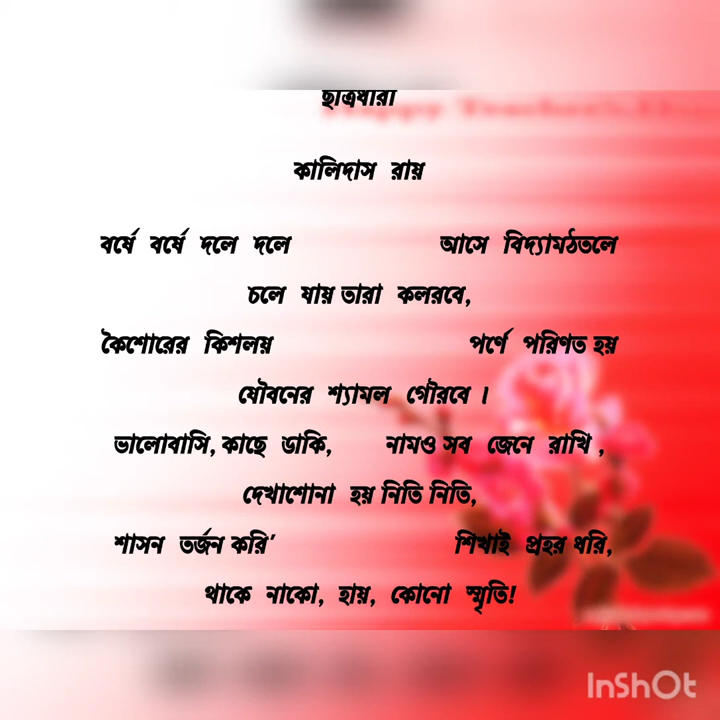 ছাত্রধারা
কালিদাস রায়
বর্ষে বর্ষে দলে দলে আসে বিদ্যামঠতলে
চলে যায় তারা কলরবে,
কৈশোরের কিশলয় পর্ণে পরিণত হয়
যৌবনের শ্যামল গৌরবে ।
ভালোবাসি, কাছে ডাকি, নামও সব জেনে রাখি ,
দেখাশোনা হয় নিতি নিতি,
শাসন তর্জন করি' শিখাই প্রহর ধরি,
থাকে নাকো, হায়, কোনো স্মৃতি!
InShOt